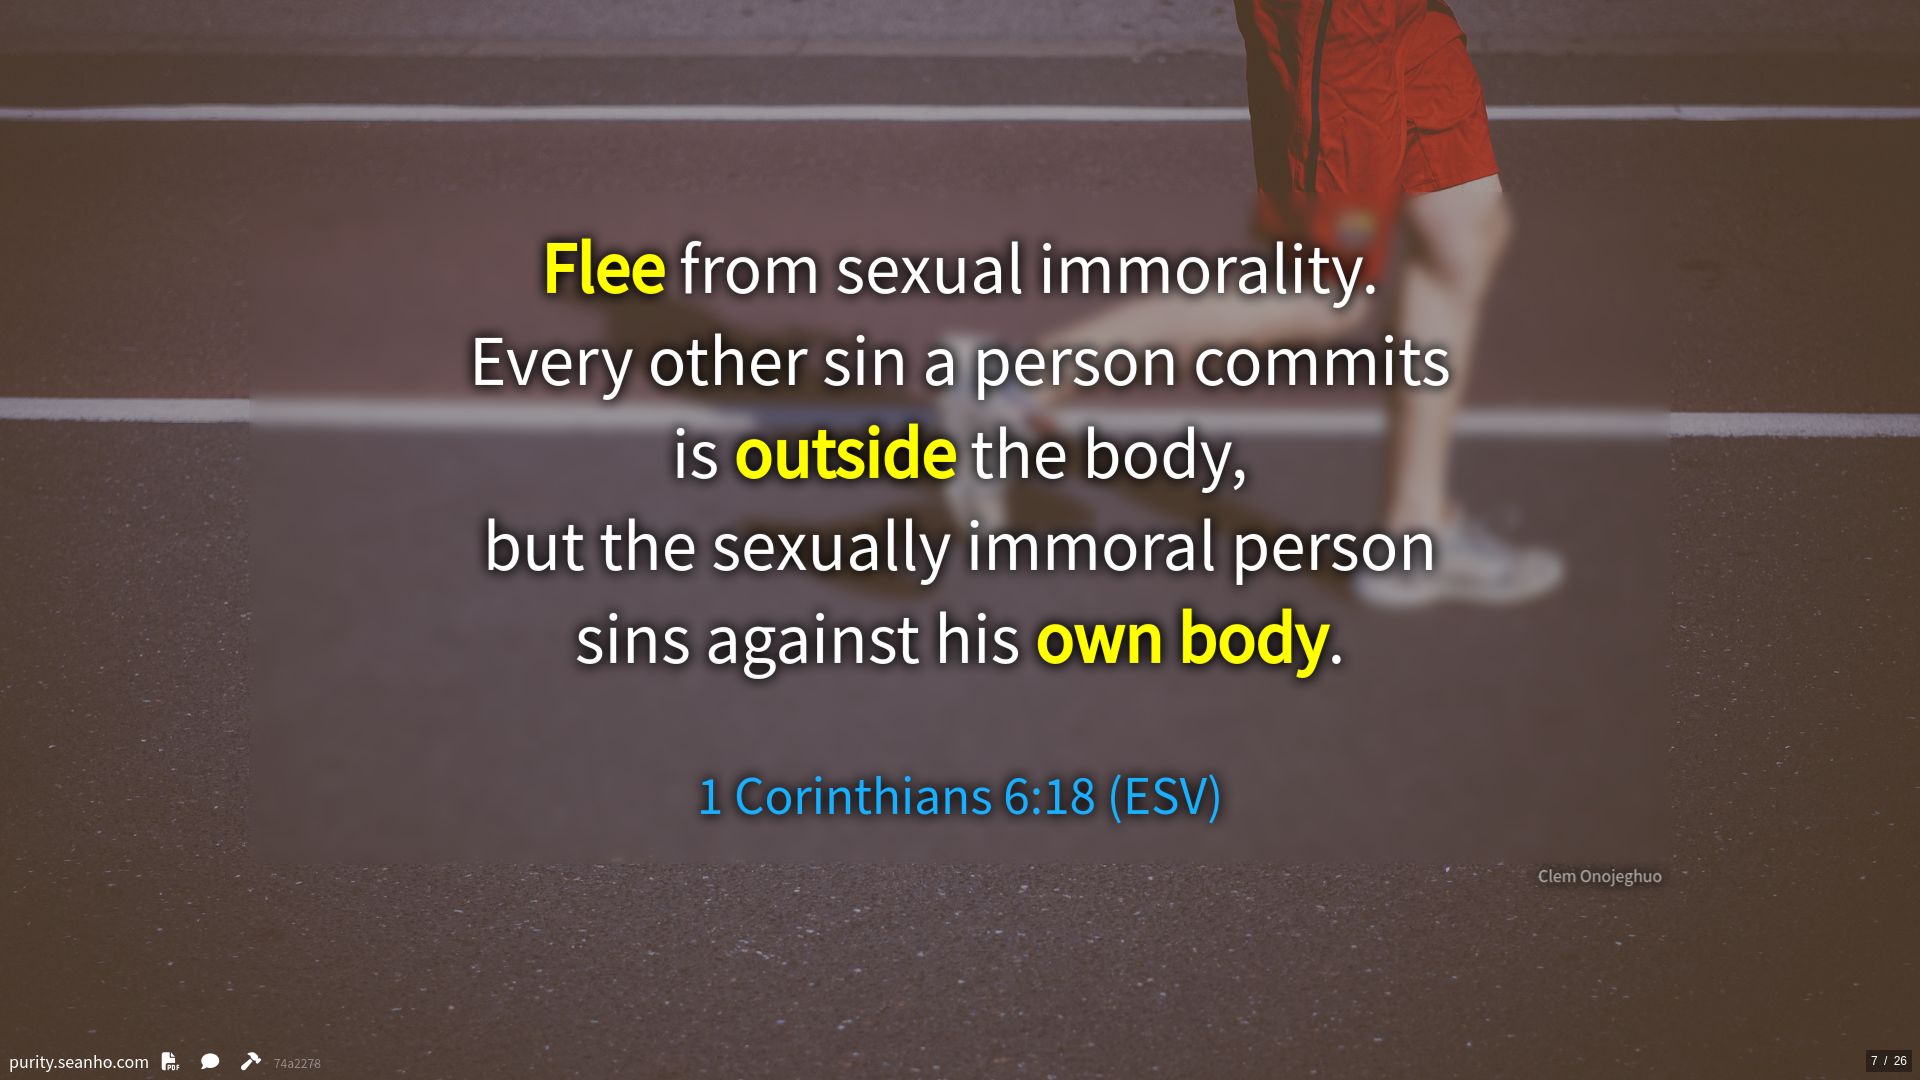 Flee from sexual immorality.
Every other sin a person commits
is outside the body,
but the sexually immoral person
sins against his own body.
1 Corinthians 6:18 (ESV)
Clem Onojeghuo
purity.seanho.com PDF 74a2278
7 / 26